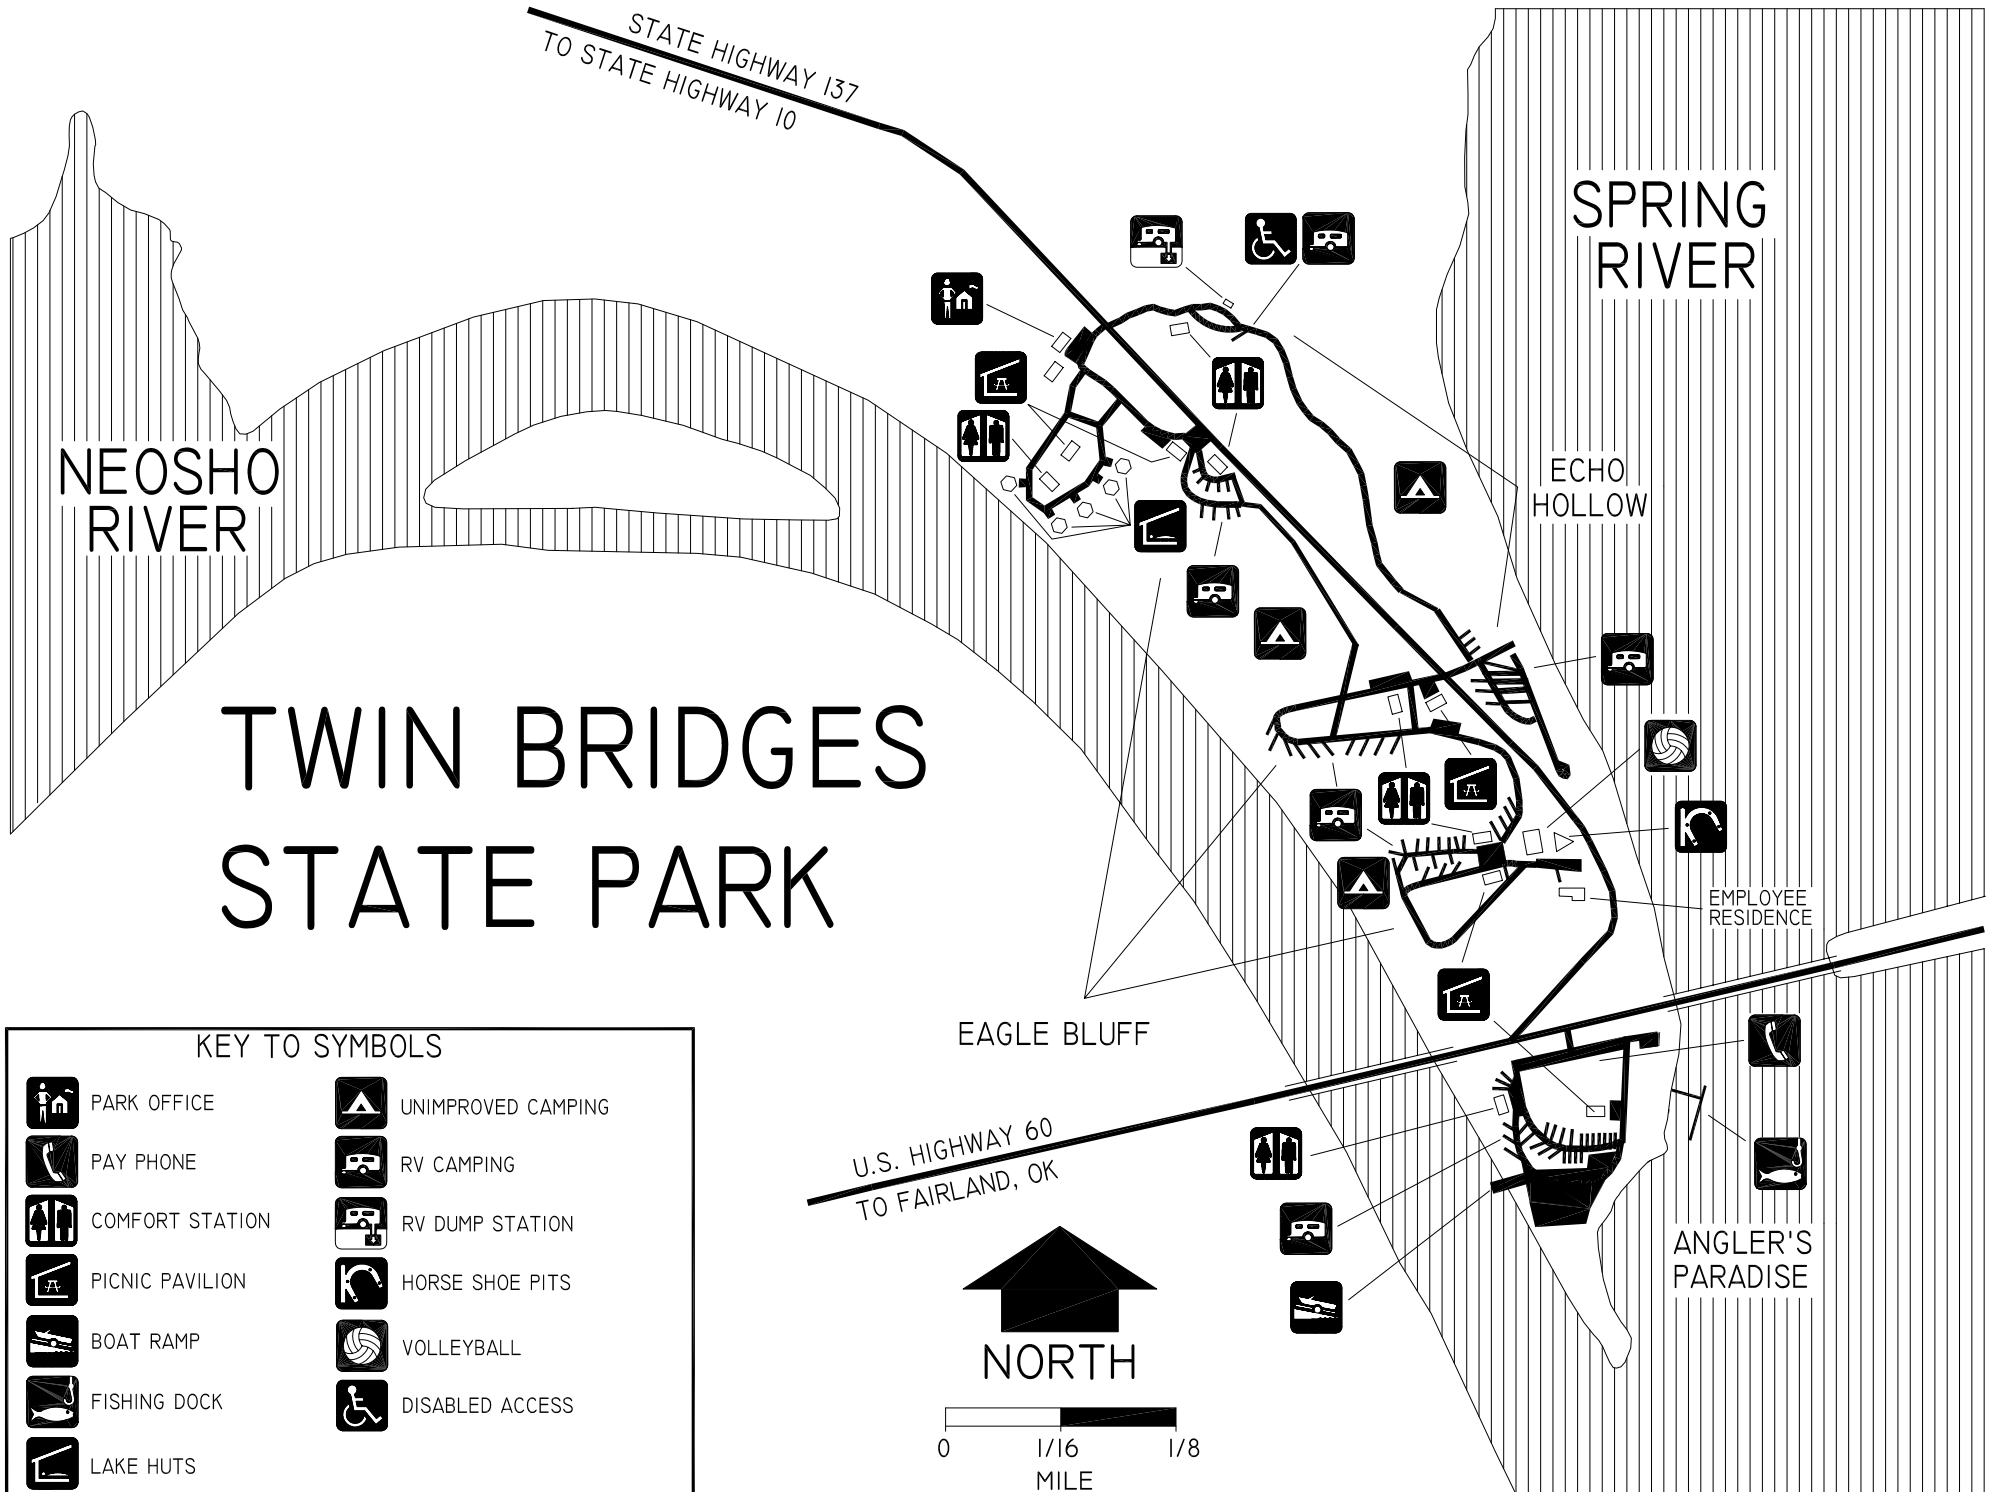 STATE HIGHWAY 137
TO STATE HIGHWAY 10
SPRING
RIVER
NEOSHO
RIVER
ECHO
HOLLOW
TWIN BRIDGES
STATE PARK
EMPLOYEE
RESIDENCE
EAGLE BLUFF
U.S. HIGHWAY 60
TO FAIRLAND, OK
ANGLER'S
PARADISE
KEY TO SYMBOLS
PARK OFFICE
PAY PHONE
COMFORT STATION
PICNIC PAVILION
BOAT RAMP
FISHING DOCK
LAKE HUTS
UNIMPROVED CAMPING
RV CAMPING
RV DUMP STATION
HORSE SHOE PITS
VOLLEYBALL
DISABLED ACCESS
NORTH
0 1/16 1/8
MILE